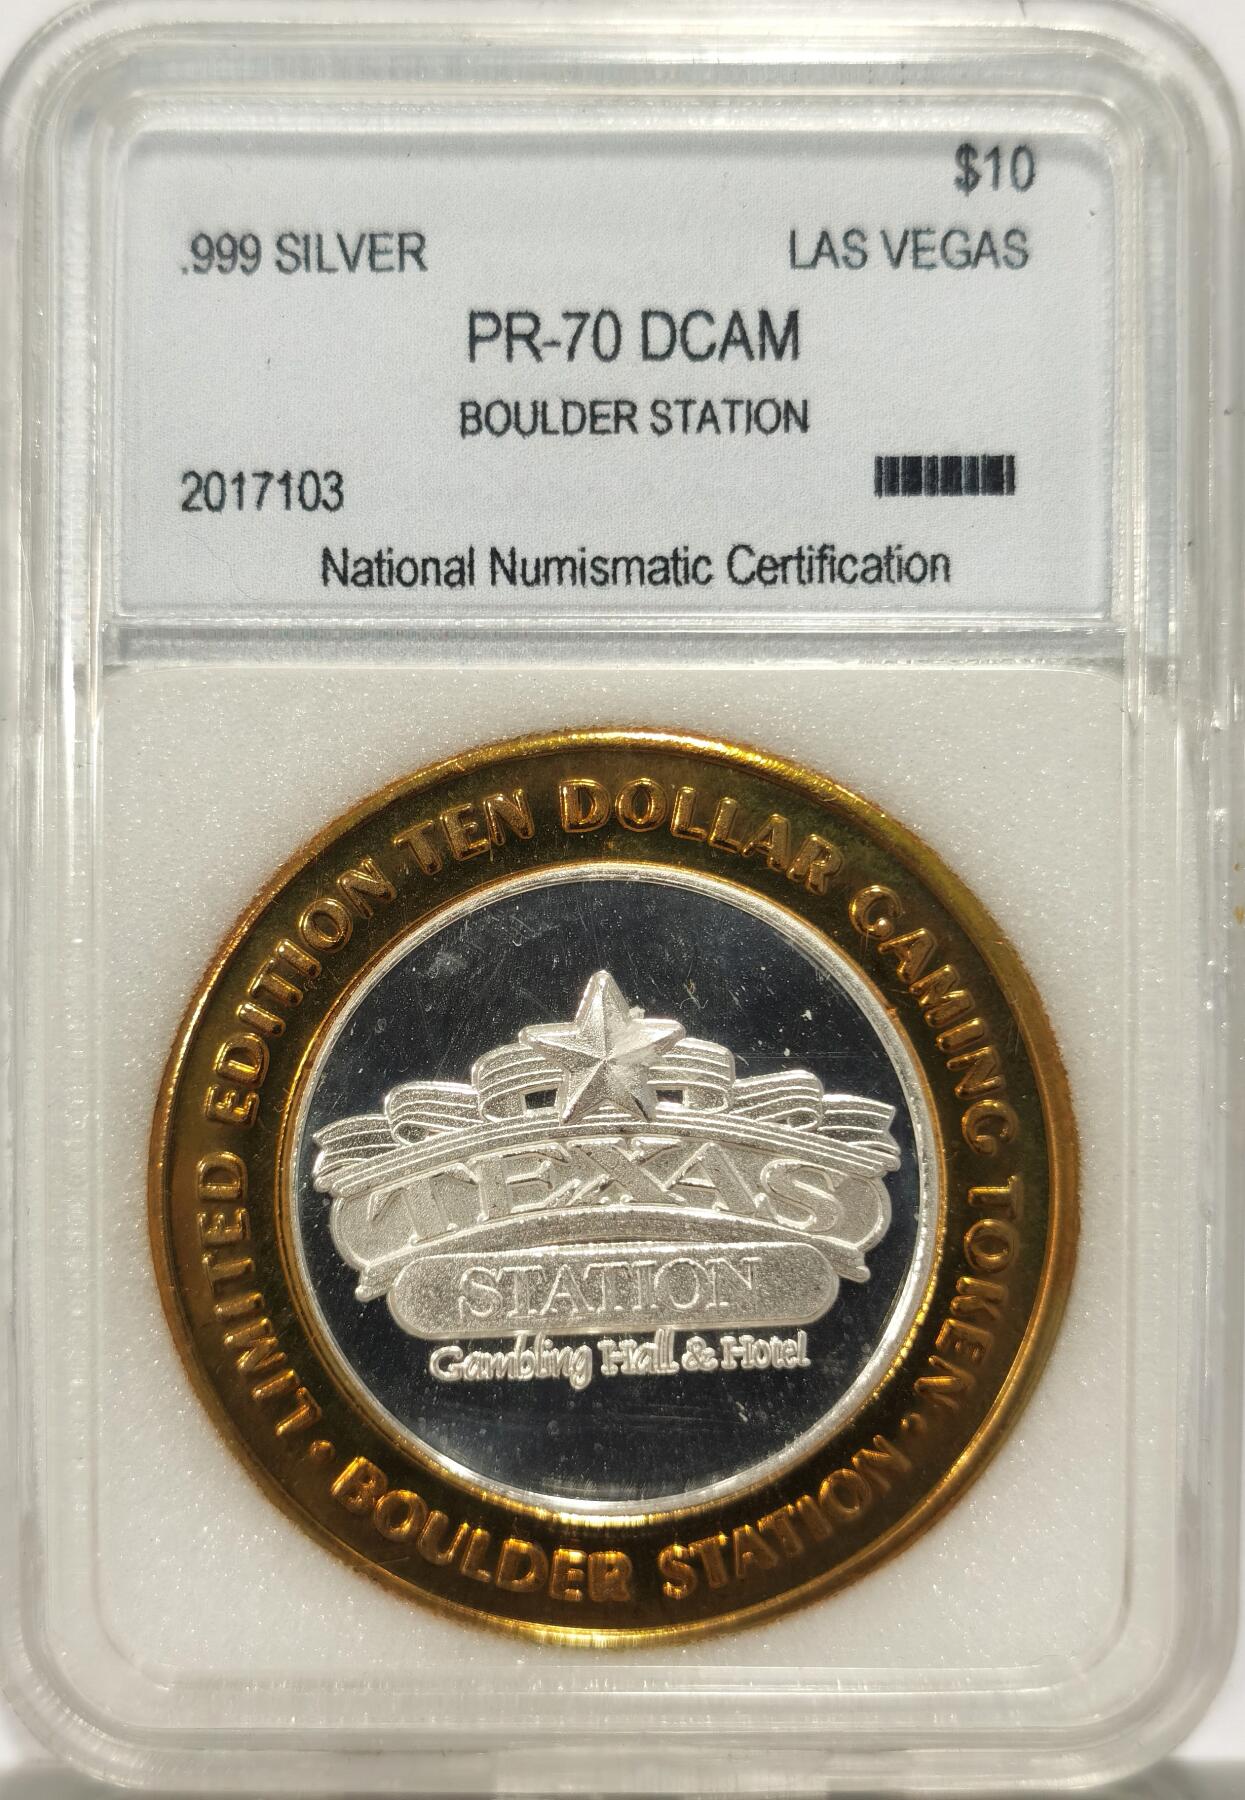 $10
.999 SILVER LAS VEGAS
PR-70 DCAM
BOULDER STATION
2017103
National Numismatic Certification
LIMITED EDITION TEN DOLLAR GAMING TOKEN
TEXAS
STATION
Gambling Hall & Hotel
• BOULDER STATION •